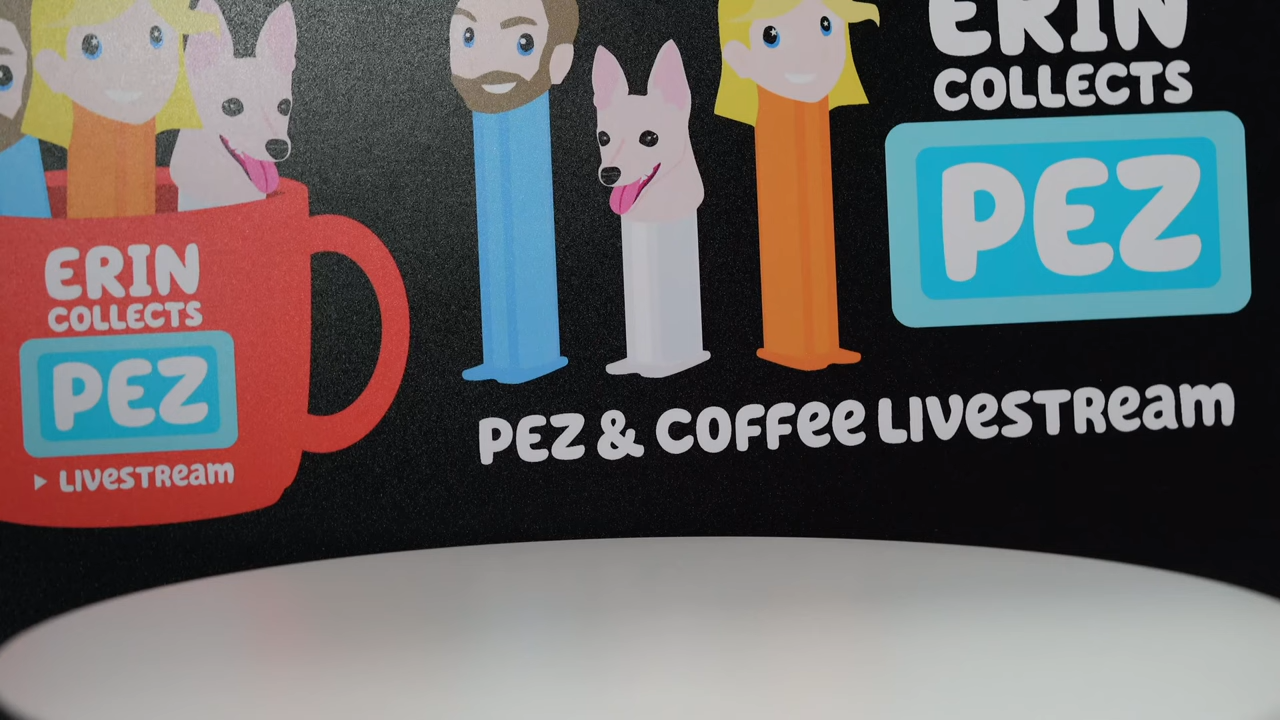 ERIN
COLLECTS
PEZ
LIVESTREAM
ERIN
COLLECTS
PEZ
PEZ & COFFEE LIVESTREAM